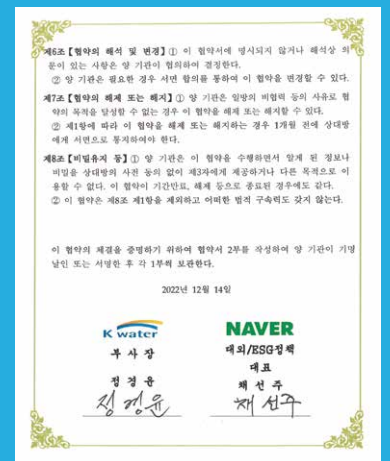 제6조【협약의 해석 및 변경】① 이 협약서에 명시되지 않거나 해석상 의
문이 있는 사항은 양 기관이 협의하여 결정한다.
② 양 기관은 필요한 경우 서면 합의를 통하여 이 협약을 변경할 수 있다.
제7조【협약의 해제 또는 해지】① 양 기관은 일방의 비협력 등의 사유로 협
약의 목적을 달성할 수 없는 경우 이 협약을 해제 또는 해지할 수 있다.
② 제1항에 따라 이 협약을 해제 또는 해지하는 경우 1개월 전에 상대방
에게 서면으로 통지하여야 한다.
제8조【비밀유지 등】① 양 기관은 이 협약을 수행하면서 알게 된 정보나
비밀을 상대방의 사전 동의 없이 제3자에게 제공하거나 다른 목적으로 이
용할 수 없다. 이 협약이 기간만료, 해제 등으로 종료된 경우에도 같다.
② 이 협약은 제8조 제1항을 제외하고 어떠한 법적 구속력도 갖지 않는다.
이 협약의 체결을 증명하기 위하여 협약서 2부를 작성하여 양 기관이 기명
날인 또는 서명한 후 각 1부씩 보관한다.
2022년 12월 14일
K water
부 사 장
정 경 윤
정경윤
NAVER
대외/ESG정책
대표
채 선 주
채선주